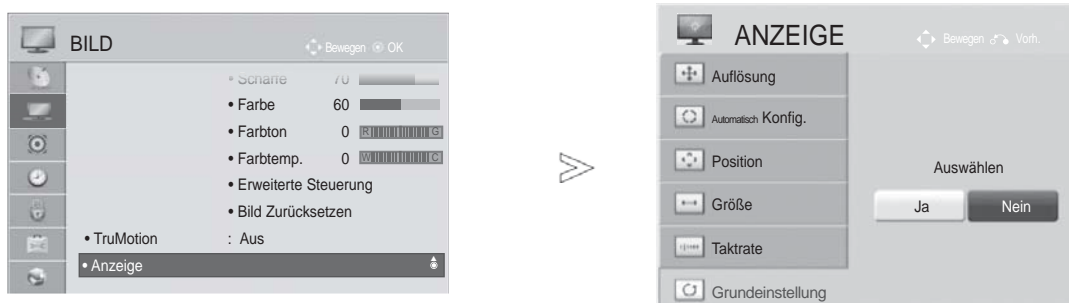 BILD
Bewegen OK
• Schärfe 70
• Farbe 60
• Farbton 0 R G
• Farbtemp. 0 W C
• Erweiterte Steuerung
• Bild Zurücksetzen
• TruMotion : Aus
• Anzeige
ANZEIGE
Bewegen Vorh.
Auflösung
Automatisch Konfig.
Position
Größe
Taktrate
Grundeinstellung
Auswählen
Ja Nein